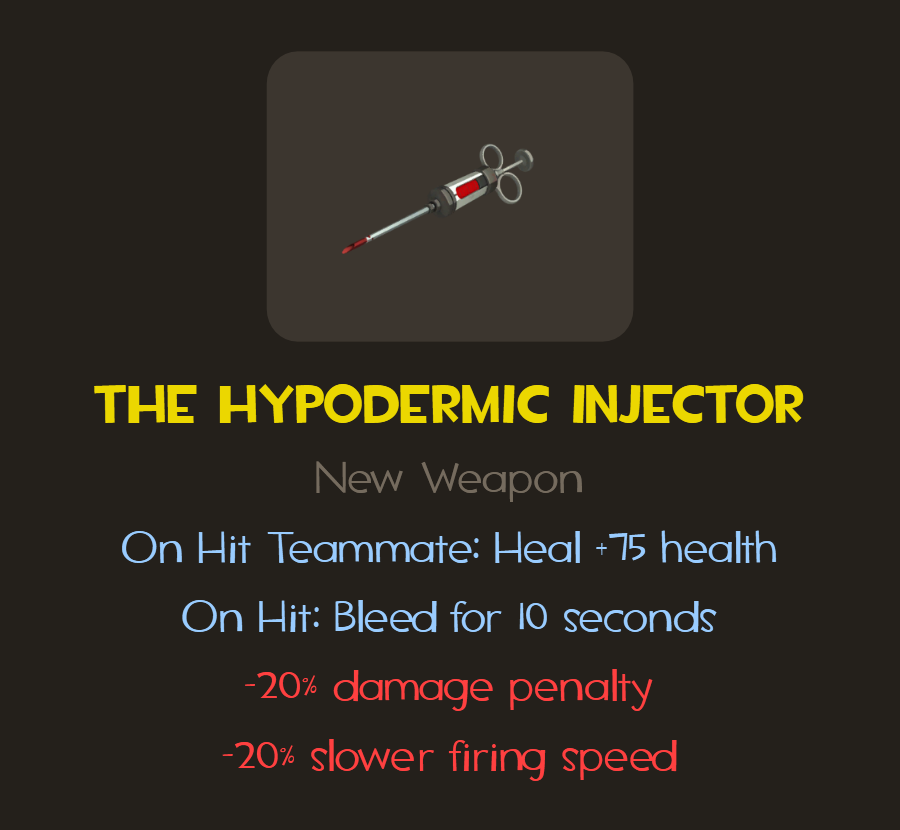 THE HYPODERMIC INJECTOR
New Weapon
On Hit Teammate: Heal +75 health
On Hit: Bleed for 10 seconds
-20% damage penalty
-20% slower firing speed